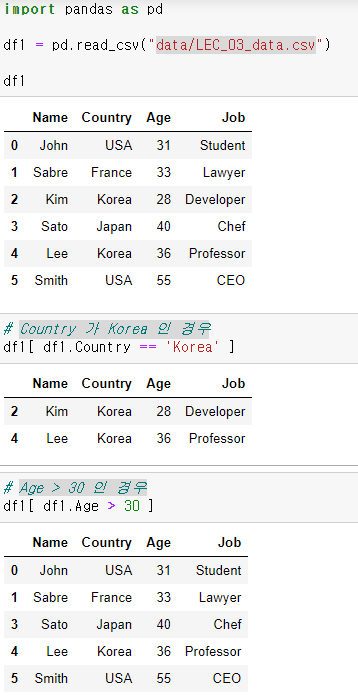 import pandas as pd
df1 = pd.read_csv("data/LEC_03_data.csv")
df1
Name Country Age Job
0 John USA 31 Student
1 Sabre France 33 Lawyer
2 Kim Korea 28 Developer
3 Sato Japan 40 Chef
4 Lee Korea 36 Professor
5 Smith USA 55 CEO
# Country 가 Korea 인 경우
df1[ df1.Country == 'Korea' ]
Name Country Age Job
2 Kim Korea 28 Developer
4 Lee Korea 36 Professor
# Age > 30 인 경우
df1[ df1.Age > 30 ]
Name Country Age Job
0 John USA 31 Student
1 Sabre France 33 Lawyer
3 Sato Japan 40 Chef
4 Lee Korea 36 Professor
5 Smith USA 55 CEO